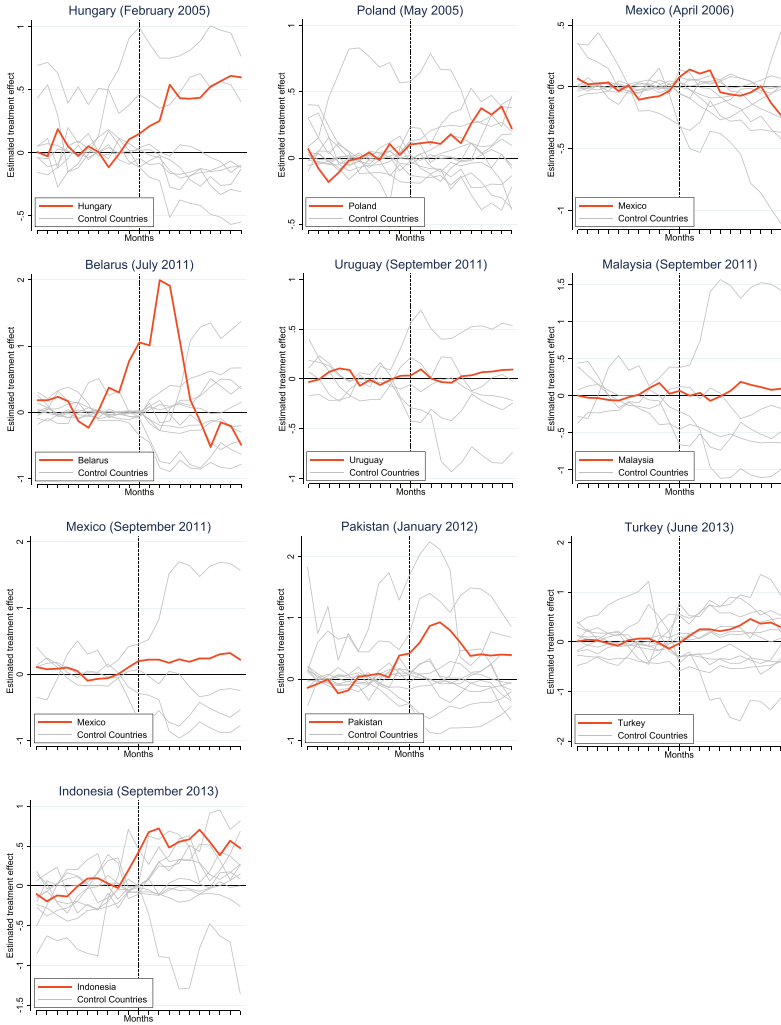 Hungary (February 2005)
Estimated treatment effect
1
.5
0
-.5
Hungary
Control Countries
Months
Poland (May 2005)
Estimated treatment effect
1
.5
0
-.5
Poland
Control Countries
Months
Mexico (April 2006)
Estimated treatment effect
.5
0
-.5
-1
Mexico
Control Countries
Months
Belarus (July 2011)
Estimated treatment effect
2
1
0
-1
Belarus
Control Countries
Months
Uruguay (September 2011)
Estimated treatment effect
1
.5
0
-.5
-1
Uruguay
Control Countries
Months
Malaysia (September 2011)
Estimated treatment effect
1.5
1
.5
0
-.5
-1
Malaysia
Control Countries
Months
Mexico (September 2011)
Estimated treatment effect
2
1
0
-1
Mexico
Control Countries
Months
Pakistan (January 2012)
Estimated treatment effect
2
1
0
-1
Pakistan
Control Countries
Months
Turkey (June 2013)
Estimated treatment effect
2
1
0
-1
-2
Turkey
Control Countries
Months
Indonesia (September 2013)
Estimated treatment effect
1
.5
0
-.5
-1
-1.5
Indonesia
Control Countries
Months